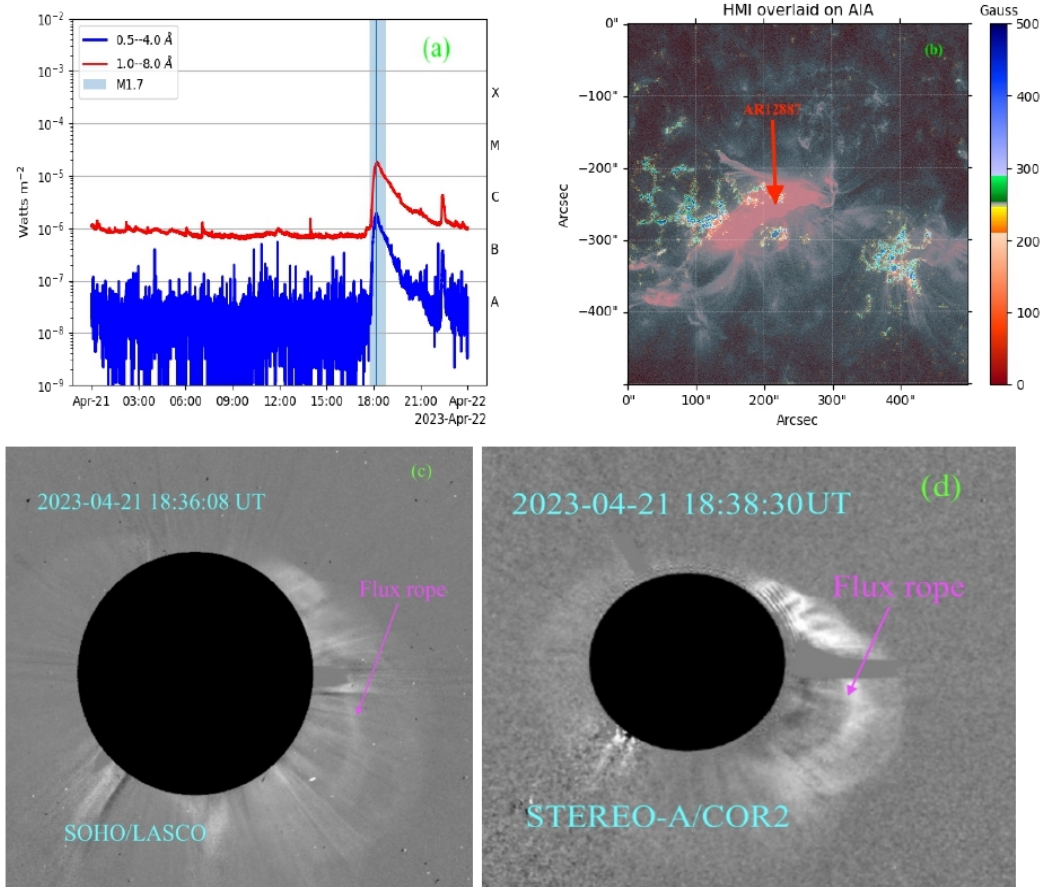 10⁻²
10⁻³
10⁻⁴
10⁻⁵
10⁻⁶
10⁻⁷
10⁻⁸
10⁻⁹
Watts m⁻²
0.5--4.0 Å
1.0--8.0 Å
M1.7
(a)
X
M
C
B
A
Apr-21 03:00 06:00 09:00 12:00 15:00 18:00 21:00 Apr-22
2023-Apr-22
HMI overlaid on AIA
Gauss
(b)
AR12887
0"
−100"
−200"
−300"
−400"
Arcsec
0" 100" 200" 300" 400"
Arcsec
500
400
300
200
100
0
(c)
2023-04-21 18:36:08 UT
Flux rope
SOHO/LASCO
(d)
2023-04-21 18:38:30UT
Flux rope
STEREO-A/COR2